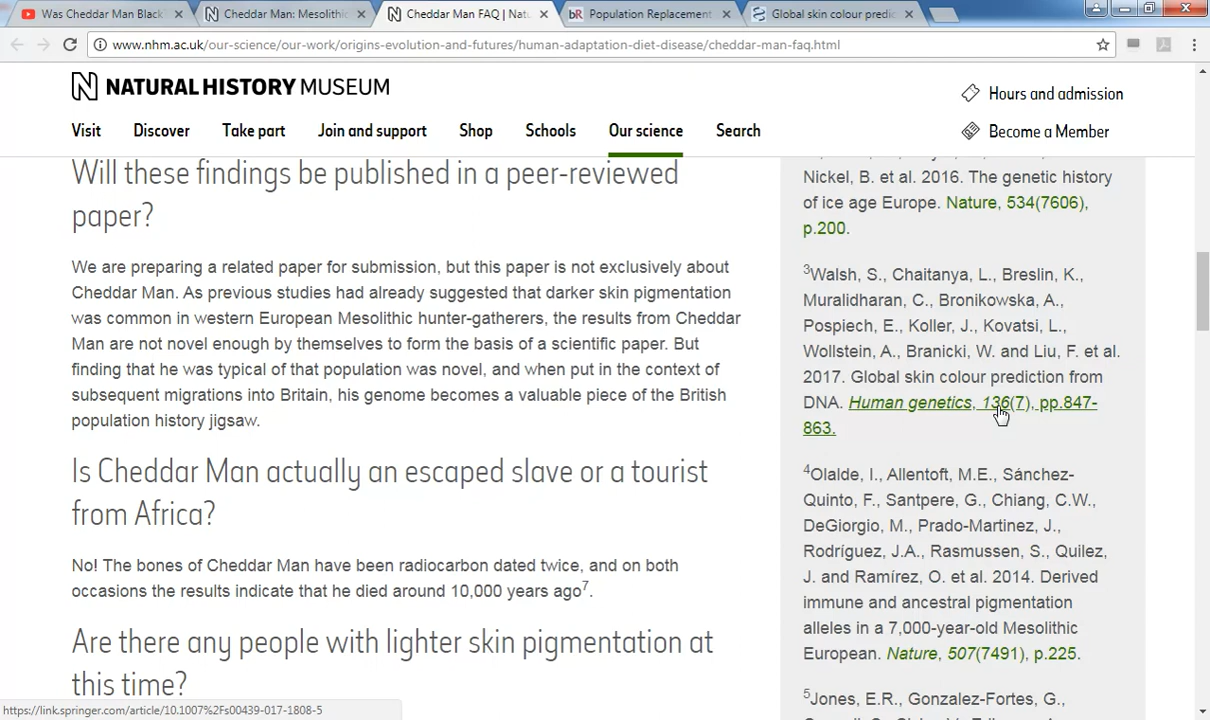 Was Cheddar Man Black
Cheddar Man: Mesolithic
Cheddar Man FAQ | Natu
bR Population Replacement
Global skin colour predic
www.nhm.ac.uk/our-science/our-work/origins-evolution-and-futures/human-adaptation-diet-disease/cheddar-man-faq.html
N NATURAL HISTORY MUSEUM
Hours and admission
Become a Member
Visit Discover Take part Join and support Shop Schools Our science Search
Will these findings be published in a peer-reviewed
paper?
We are preparing a related paper for submission, but this paper is not exclusively about
Cheddar Man. As previous studies had already suggested that darker skin pigmentation
was common in western European Mesolithic hunter-gatherers, the results from Cheddar
Man are not novel enough by themselves to form the basis of a scientific paper. But
finding that he was typical of that population was novel, and when put in the context of
subsequent migrations into Britain, his genome becomes a valuable piece of the British
population history jigsaw.
Is Cheddar Man actually an escaped slave or a tourist
from Africa?
No! The bones of Cheddar Man have been radiocarbon dated twice, and on both
occasions the results indicate that he died around 10,000 years ago7.
Are there any people with lighter skin pigmentation at
this time?
Nickel, B. et al. 2016. The genetic history
of ice age Europe. Nature, 534(7606),
p.200.
3Walsh, S., Chaitanya, L., Breslin, K.,
Muralidharan, C., Bronikowska, A.,
Pospiech, E., Koller, J., Kovatsi, L.,
Wollstein, A., Branicki, W. and Liu, F. et al.
2017. Global skin colour prediction from
DNA. Human genetics, 136(7), pp.847-
863.
4Olalde, I., Allentoft, M.E., Sánchez-
Quinto, F., Santpere, G., Chiang, C.W.,
DeGiorgio, M., Prado-Martinez, J.,
Rodríguez, J.A., Rasmussen, S., Quilez,
J. and Ramírez, O. et al. 2014. Derived
immune and ancestral pigmentation
alleles in a 7,000-year-old Mesolithic
European. Nature, 507(7491), p.225.
5Jones, E.R., Gonzalez-Fortes, G.,
https://link.springer.com/article/10.1007%2Fs00439-017-1808-5